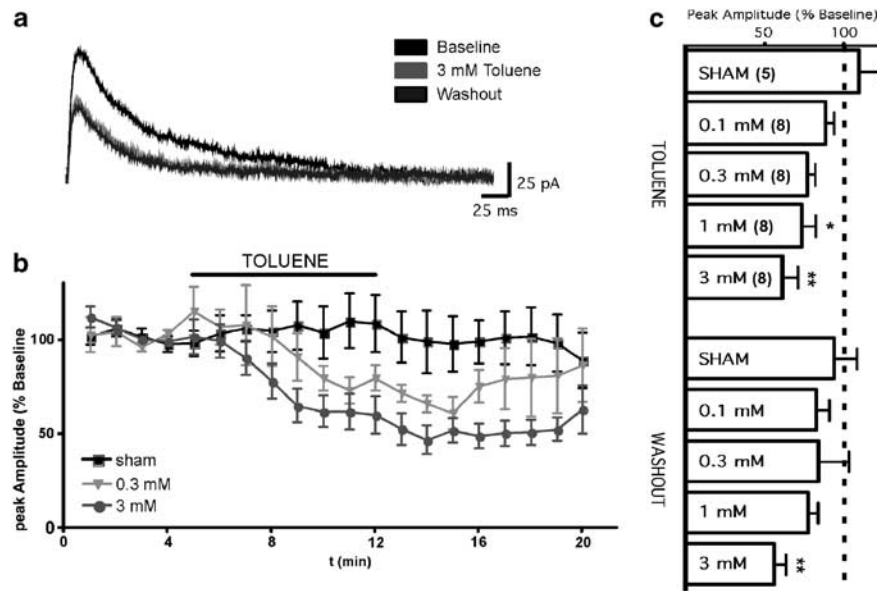 a
Baseline
3 mM Toluene
Washout
25 pA
25 ms
b
TOLUENE
peak Amplitude (% Baseline)
100
50
0
sham
0.3 mM
3 mM
0 4 8 12 16 20
t (min)
c
Peak Amplitude (% Baseline)
50 100
TOLUENE
SHAM (5)
0.1 mM (8)
0.3 mM (8)
1 mM (8) *
3 mM (8) **
WASHOUT
SHAM
0.1 mM
0.3 mM
1 mM
3 mM **